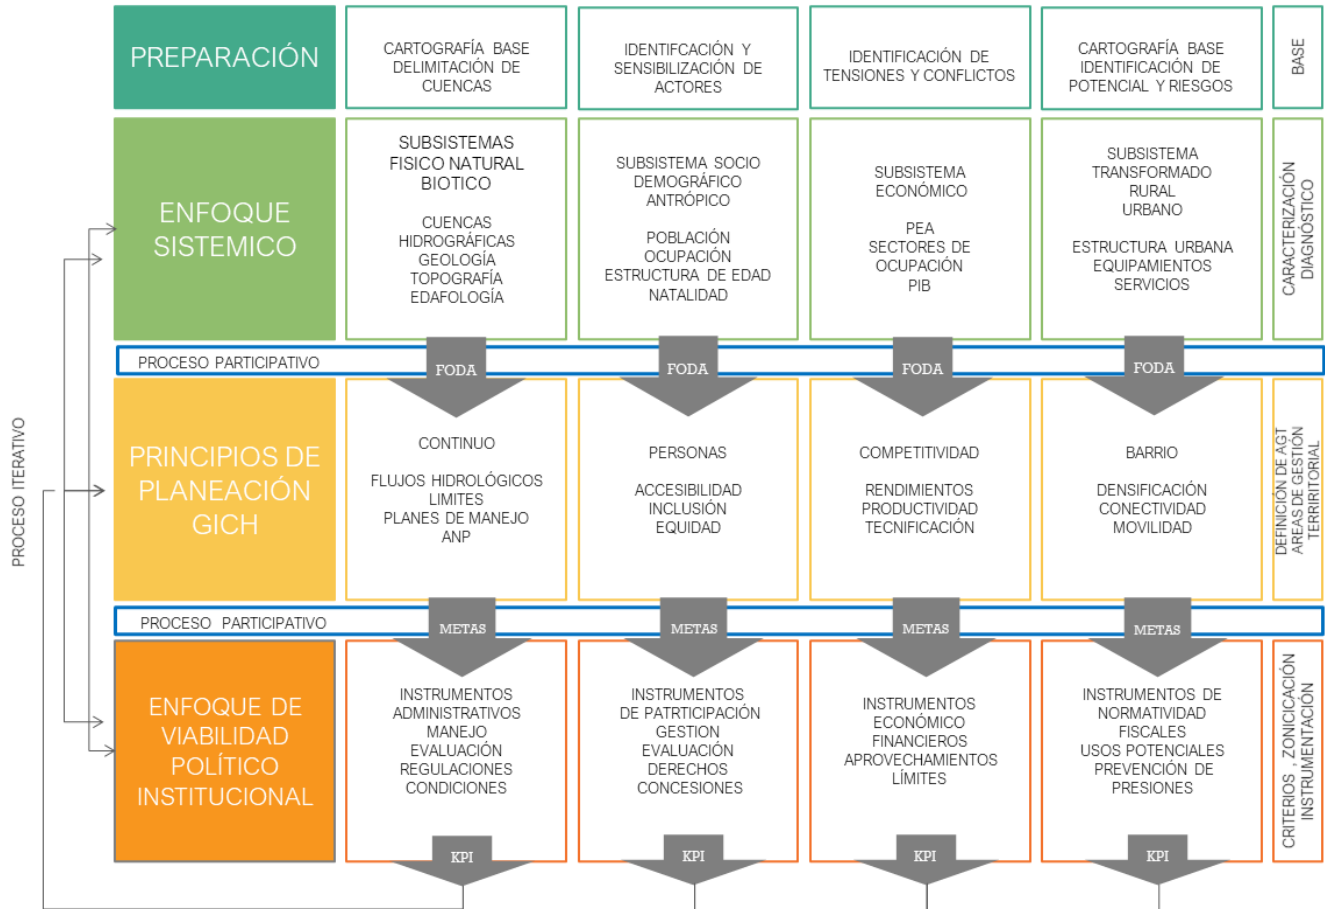 PREPARACIÓN
CARTOGRAFÍA BASE
DELIMITACIÓN DE
CUENCAS
IDENTIFCACIÓN Y
SENSIBILIZACIÓN DE
ACTORES
IDENTIFICACIÓN DE
TENSIONES Y CONFLICTOS
CARTOGRAFÍA BASE
IDENTIFICACIÓN DE
POTENCIAL Y RIESGOS
BASE
ENFOQUE
SISTEMICO
SUBSISTEMAS
FISICO NATURAL
BIOTICO
CUENCAS
HIDROGRÁFICAS
GEOLOGÍA
TOPOGRAFÍA
EDAFOLOGÍA
SUBSISTEMA SOCIO
DEMOGRÁFICO
ANTRÓPICO
POBLACIÓN
OCUPACIÓN
ESTRUCTURA DE EDAD
NATALIDAD
SUBSISTEMA
ECONÓMICO
PEA
SECTORES DE
OCUPACIÓN
PIB
SUBSISTEMA
TRANSFORMADO
RURAL
URBANO
ESTRUCTURA URBANA
EQUIPAMIENTOS
SERVICIOS
CARACTERIZACIÓN
DIAGNÓSTICO
PROCESO PARTICIPATIVO
FODA
FODA
FODA
FODA
PROCESO ITERATIVO
PRINCIPIOS DE
PLANEACIÓN
GICH
CONTINUO
FLUJOS HIDROLÓGICOS
LIMITES
PLANES DE MANEJO
ANP
PERSONAS
ACCESIBILIDAD
INCLUSIÓN
EQUIDAD
COMPETITIVIDAD
RENDIMIENTOS
PRODUCTIVIDAD
TECNIFICACIÓN
BARRIO
DENSIFICACIÓN
CONECTIVIDAD
MOVILIDAD
DEFINICIÓN DE AGT
AREAS DE GESTIÓN
TERRIRITORIAL
PROCESO PARTICIPATIVO
METAS
METAS
METAS
METAS
ENFOQUE DE
VIABILIDAD
POLÍTICO
INSTITUCIONAL
INSTRUMENTOS
ADMINISTRATIVOS
MANEJO
EVALUACIÓN
REGULACIONES
CONDICIONES
INSTRUMENTOS
DE PATRTICIPACIÓN
GESTION
EVALUACIÓN
DERECHOS
CONCESIONES
INSTRUMENTOS
ECONÓMICO
FINANCIEROS
APROVECHAMIENTOS
LÍMITES
INSTRUMENTOS DE
NORMATIVIDAD
FISCALES
USOS POTENCIALES
PREVENCIÓN DE
PRESIONES
CRITERIOS , ZONICICACIÓN
INSTRUMENTACIÓN
KPI
KPI
KPI
KPI